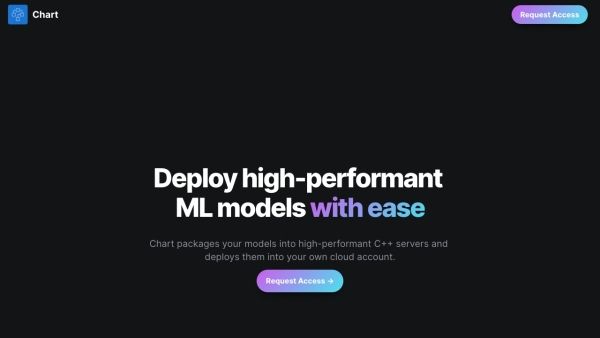 Chart
Request Access
Deploy high-performant
ML models with ease
Chart packages your models into high-performant C++ servers and
deploys them into your own cloud account.
Request Access →